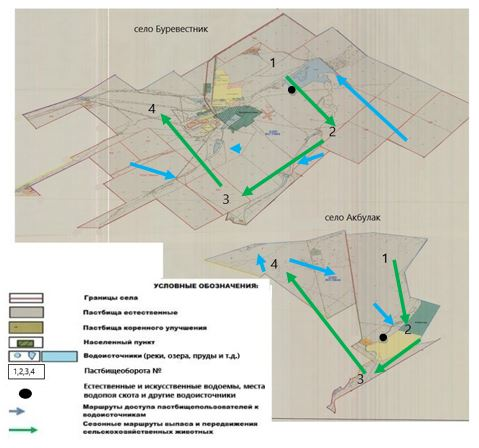 село Буревестник
1
4
2
3
село Акбулак
4
1
2
3
УСЛОВНЫЕ ОБОЗНАЧЕНИЯ:
Границы села
Пастбища естественные
Пастбища коренного улучшения
Населенный пункт
Водоисточники (реки, озера, пруды и т.д.)
1,2,3,4 Пастбищеоборота №
Естественные и искусственные водоемы, места
водопоя скота и другие водоисточники
Маршруты доступа пастбищепользователей к
водоисточникам
Сезонные маршруты выпаса и передвижения
сельскохозяйственных животных